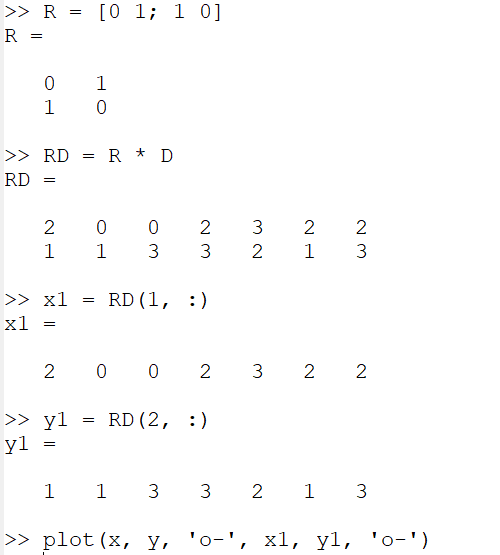 >> R = [0 1; 1 0]
R =
0 1
1 0
>> RD = R * D
RD =
2 0 0 2 3 2 2
1 1 3 3 2 1 3
>> x1 = RD(1, :)
x1 =
2 0 0 2 3 2 2
>> y1 = RD(2, :)
y1 =
1 1 3 3 2 1 3
>> plot(x, y, 'o-', x1, y1, 'o-')